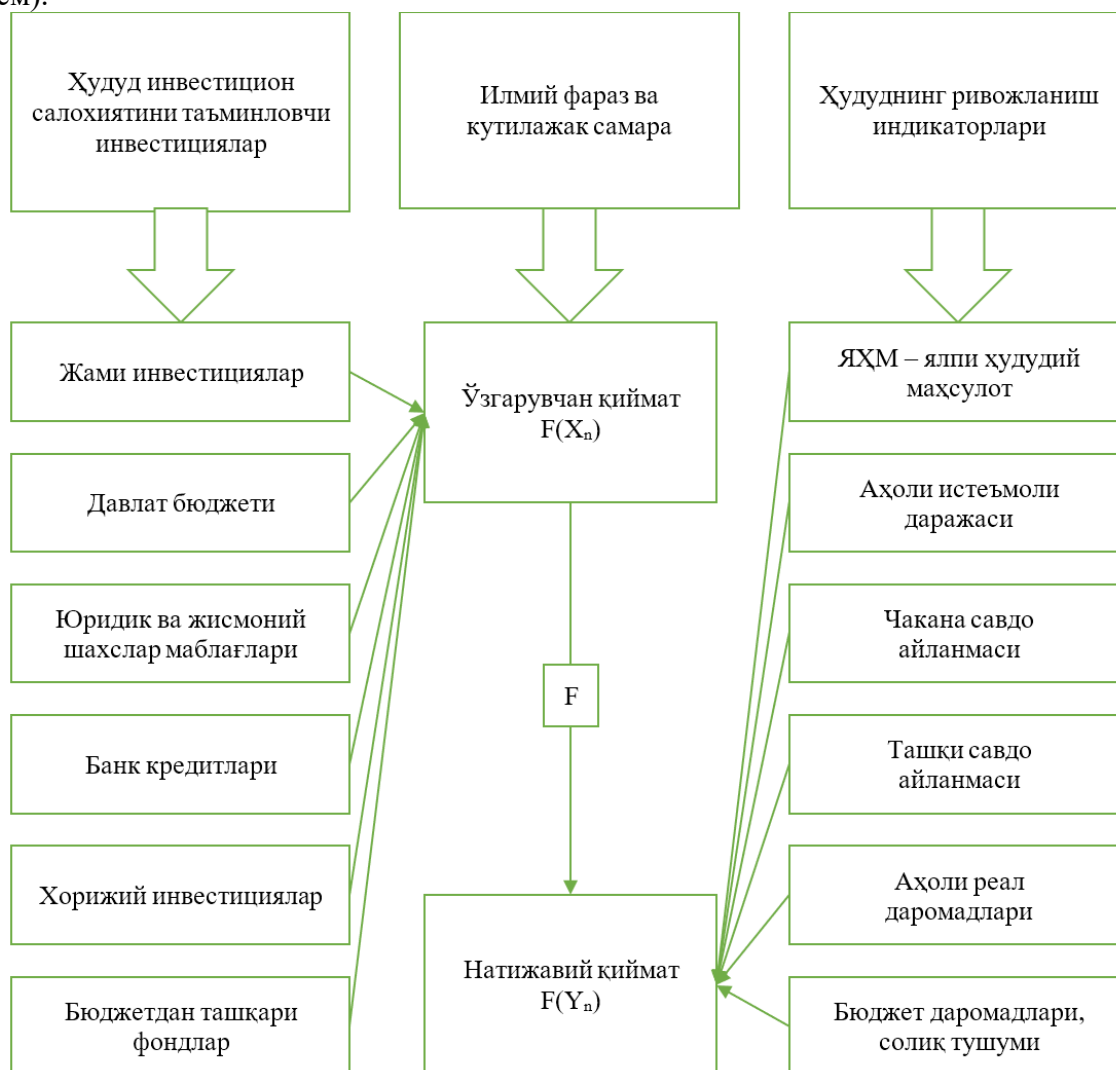 ем).
Ҳудуд инвестицион
салохиятини таъминловчи
инвестициялар
Илмий фараз ва
кутилажак самара
Ҳудуднинг ривожланиш
индикаторлари
Жами инвестициялар
Давлат бюджети
Юридик ва жисмоний
шахслар маблағлари
Банк кредитлари
Хорижий инвестициялар
Бюджетдан ташқари
фондлар
Ўзгарувчан қиймат
F(Xₙ)
F
Натижавий қиймат
F(Yₙ)
ЯҲМ – ялпи ҳудудий
маҳсулот
Аҳоли истеъмоли
даражаси
Чакана савдо
айланмаси
Ташқи савдо
айланмаси
Аҳоли реал
даромадлари
Бюджет даромадлари,
солиқ тушуми